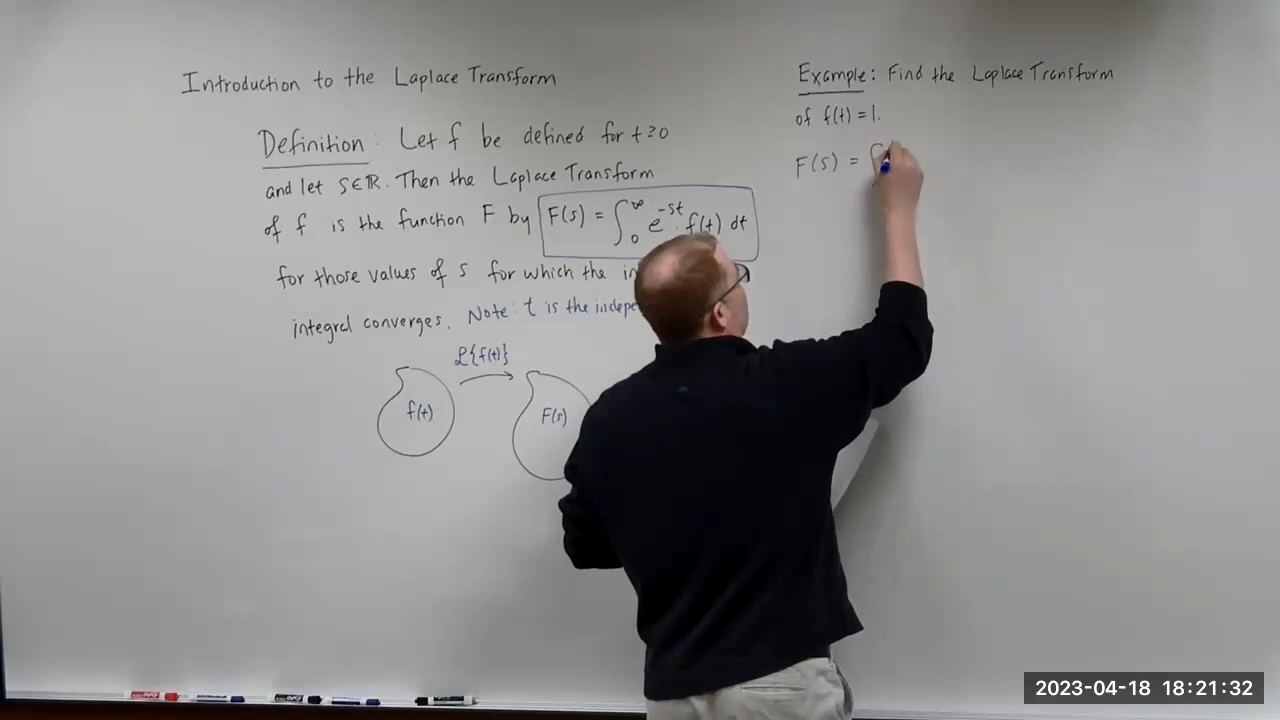 Introduction to the Laplace Transform
Definition: Let f be defined for t≥0
and let s∈ℝ. Then the Laplace Transform
of f is the function F by F(s) = ∫₀^∞ e^{-st}·f(t) dt
for those values of s for which the
integral converges. Note: t is the
ℒ{f(t)}
f(t)
F(s)
Example: Find the Laplace Transform
of f(t)=1.
F(s) = ∫
2023-04-18 18:21:32